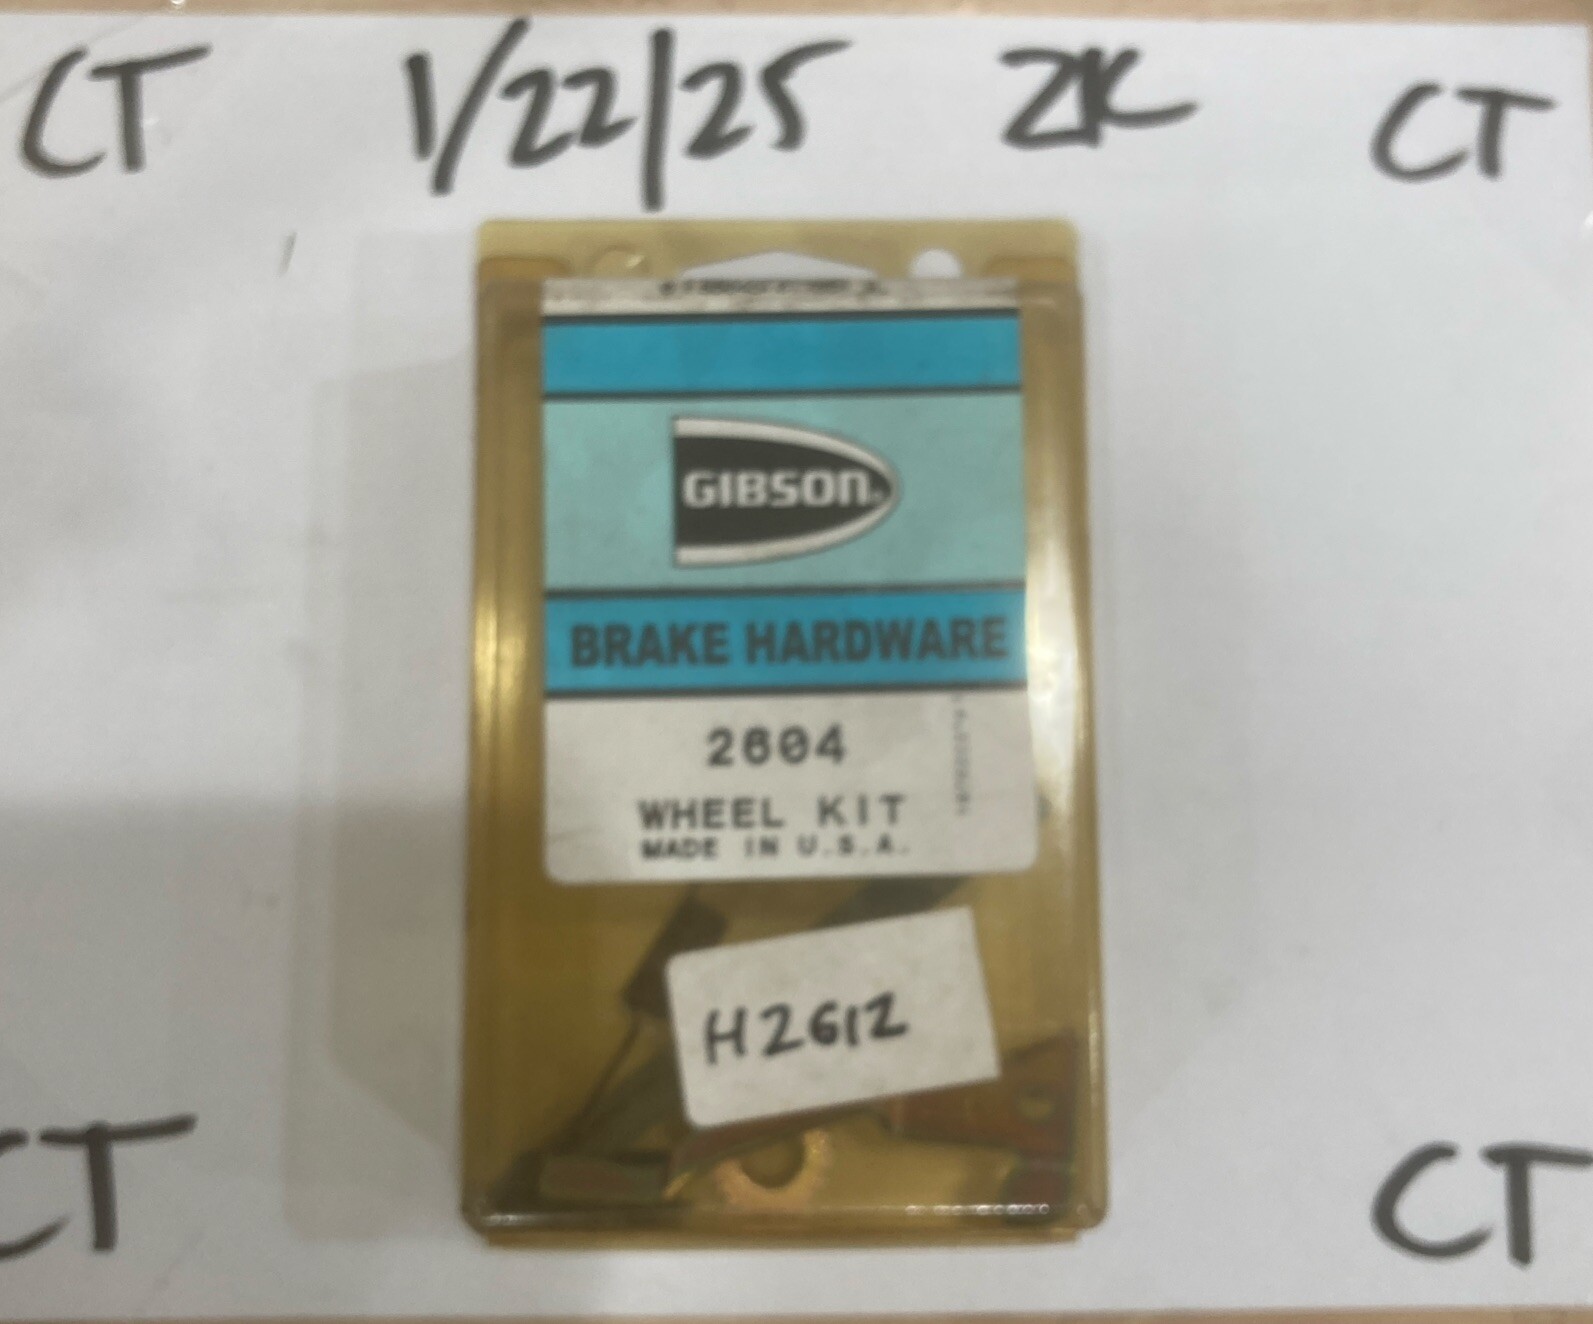 CT 1/22/25 ZK CT
GIBSON®
BRAKE HARDWARE
2604
WHEEL KIT
MADE IN U.S.A.
H2612
CT CT